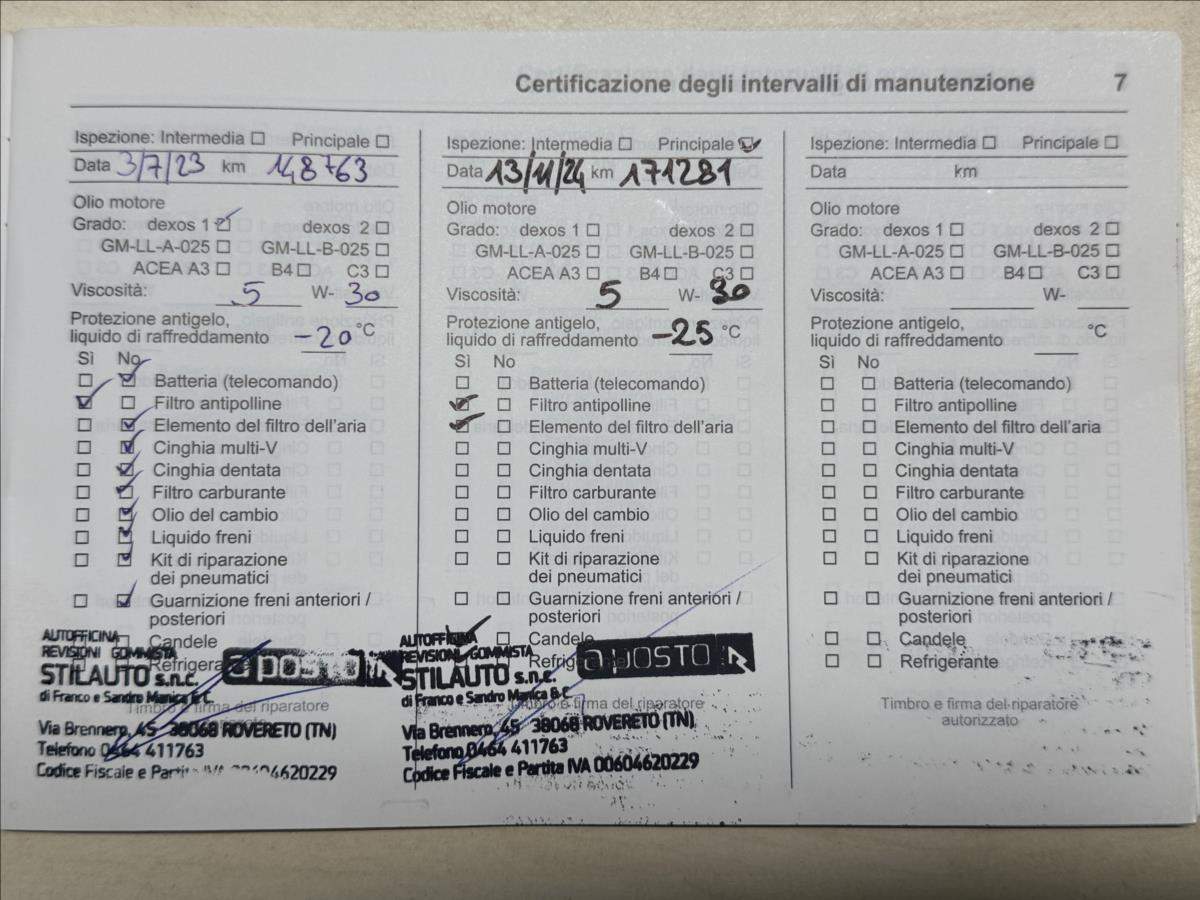 Certificazione degli intervalli di manutenzione 7
Ispezione: Intermedia ☐ Principale ☐
Data 3/7/23 km 148763
Olio motore
Grado: dexos 1 ☑ dexos 2 ☐
GM-LL-A-025 ☐ GM-LL-B-025 ☐
ACEA A3 ☐ B4 ☐ C3 ☐
Viscosità: 5 W- 30
Protezione antigelo,
liquido di raffreddamento -20 °C
Sì No
☐ ☑ Batteria (telecomando)
☑ ☐ Filtro antipolline
☐ ☑ Elemento del filtro dell'aria
☐ ☑ Cinghia multi-V
☐ ☑ Cinghia dentata
☐ ☑ Filtro carburante
☐ ☑ Olio del cambio
☐ ☑ Liquido freni
☐ ☑ Kit di riparazione
dei pneumatici
☐ ☑ Guarnizione freni anteriori /
posteriori
Candele
Refrigerante
Timbro e firma del riparatore
AUTOFFICINA
REVISIONI GOMMISTA
STILAUTO s.n.c. a posto
di Franco e Sandro Manica & C.
Via Brennero, 45 38068 ROVERETO (TN)
Telefono 0464 411763
Codice Fiscale e Partita IVA 00604620229
Ispezione: Intermedia ☐ Principale ☑
Data 13/11/24 km 171281
Olio motore
Grado: dexos 1 ☐ dexos 2 ☐
GM-LL-A-025 ☐ GM-LL-B-025 ☐
ACEA A3 ☐ B4 ☐ C3 ☐
Viscosità: 5 W- 30
Protezione antigelo,
liquido di raffreddamento -25 °C
Sì No
☐ ☐ Batteria (telecomando)
☑ ☐ Filtro antipolline
☑ ☐ Elemento del filtro dell'aria
☐ ☐ Cinghia multi-V
☐ ☐ Cinghia dentata
☐ ☐ Filtro carburante
☐ ☐ Olio del cambio
☐ ☐ Liquido freni
☐ ☐ Kit di riparazione
dei pneumatici
☐ ☐ Guarnizione freni anteriori /
posteriori
Candele
Refrigerante
Timbro e firma del riparatore
AUTOFFICINA
REVISIONI GOMMISTA
STILAUTO s.n.c. a POSTO
di Franco e Sandro Manica & C.
Via Brennero, 45 38068 ROVERETO (TN)
Telefono 0464 411763
Codice Fiscale e Partita IVA 00604620229
Ispezione: Intermedia ☐ Principale ☐
Data km
Olio motore
Grado: dexos 1 ☐ dexos 2 ☐
GM-LL-A-025 ☐ GM-LL-B-025 ☐
ACEA A3 ☐ B4 ☐ C3 ☐
Viscosità: W-
Protezione antigelo,
liquido di raffreddamento °C
Sì No
☐ ☐ Batteria (telecomando)
☐ ☐ Filtro antipolline
☐ ☐ Elemento del filtro dell'aria
☐ ☐ Cinghia multi-V
☐ ☐ Cinghia dentata
☐ ☐ Filtro carburante
☐ ☐ Olio del cambio
☐ ☐ Liquido freni
☐ ☐ Kit di riparazione
dei pneumatici
☐ ☐ Guarnizione freni anteriori /
posteriori
☐ ☐ Candele
☐ ☐ Refrigerante
Timbro e firma del riparatore
autorizzato